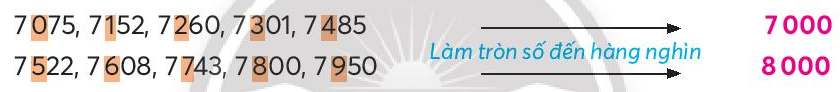 7 075, 7 152, 7 260, 7 301, 7 485 7 000
Làm tròn số đến hàng nghìn
7 522, 7 608, 7 743, 7 800, 7 950 8 000